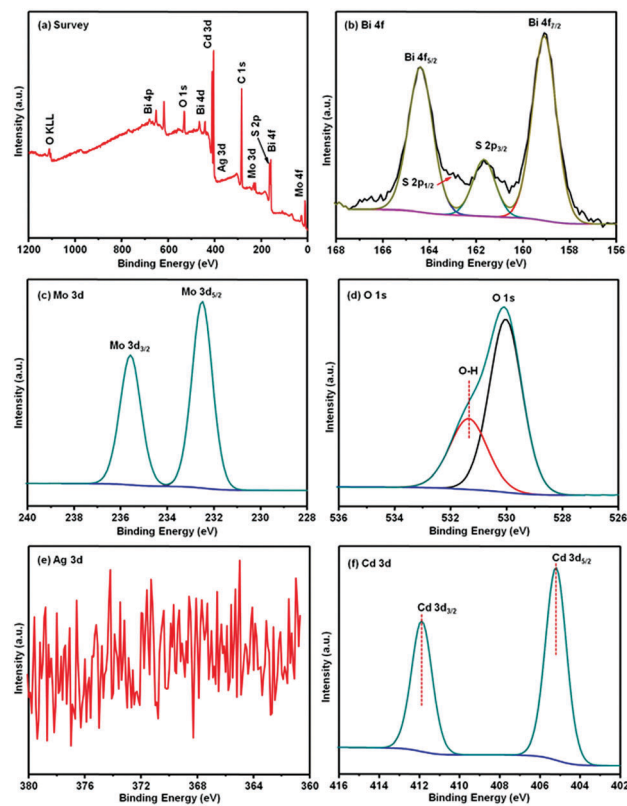 (a) Survey
O KLL
Bi 4p
O 1s
Bi 4d
Cd 3d
Ag 3d
C 1s
Mo 3d
S 2p
Bi 4f
Mo 4f
Intensity (a.u.)
1200 1000 800 600 400 200 0
Binding Energy (eV)
(b) Bi 4f
Bi 4f5/2
Bi 4f7/2
S 2p3/2
S 2p1/2
Intensity (a.u.)
168 166 164 162 160 158 156
Binding Energy (eV)
(c) Mo 3d
Mo 3d5/2
Mo 3d3/2
Intensity (a.u.)
240 238 236 234 232 230 228
Binding Energy (eV)
(d) O 1s
O 1s
O-H
Intensity (a.u.)
536 534 532 530 528 526
Binding Energy (eV)
(e) Ag 3d
Intensity (a.u.)
380 376 372 368 364 360
Binding Energy (eV)
(f) Cd 3d
Cd 3d5/2
Cd 3d3/2
Intensity (a.u.)
416 414 412 410 408 406 404 402
Binding Energy (eV)